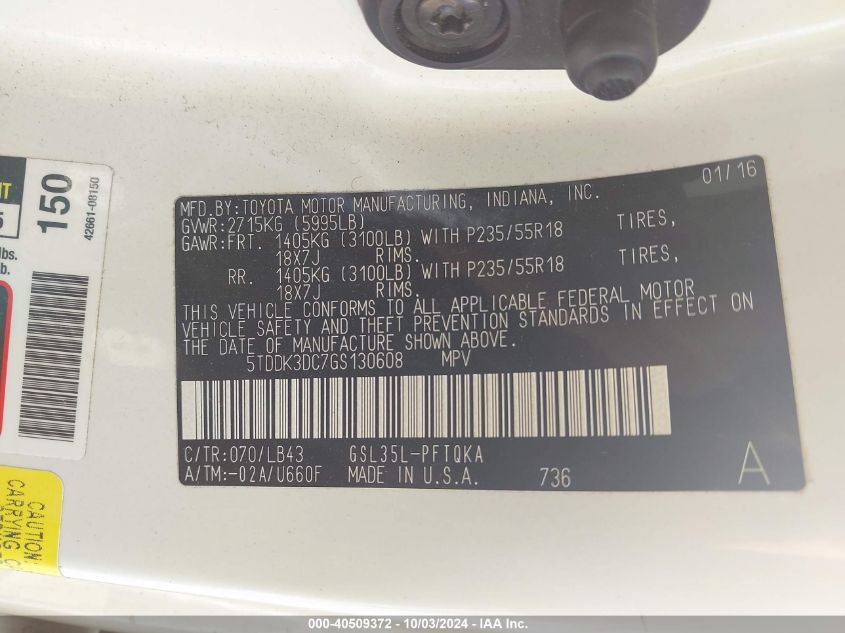 01/16
MFD.BY:TOYOTA MOTOR MANUFACTURING, INDIANA, INC.
GVWR:2715KG (5995LB)
GAWR:FRT. 1405KG (3100LB) WITH P235/55R18 TIRES,
18X7J RIMS.
RR. 1405KG (3100LB) WITH P235/55R18 TIRES,
18X7J RIMS.
THIS VEHICLE CONFORMS TO ALL APPLICABLE FEDERAL MOTOR
VEHICLE SAFETY AND THEFT PREVENTION STANDARDS IN EFFECT ON
THE DATE OF MANUFACTURE SHOWN ABOVE.
5TDDK3DC7GS130608 MPV
C/TR:070/LB43 GSL35L-PFTQKA
A/TM:-02A/U660F MADE IN U.S.A. 736 A
150
42661-08150
lbs.
b.
5
CAUTION:
CARRYING C
000 - 40509372 - 10/03/2024 - IAA Inc.